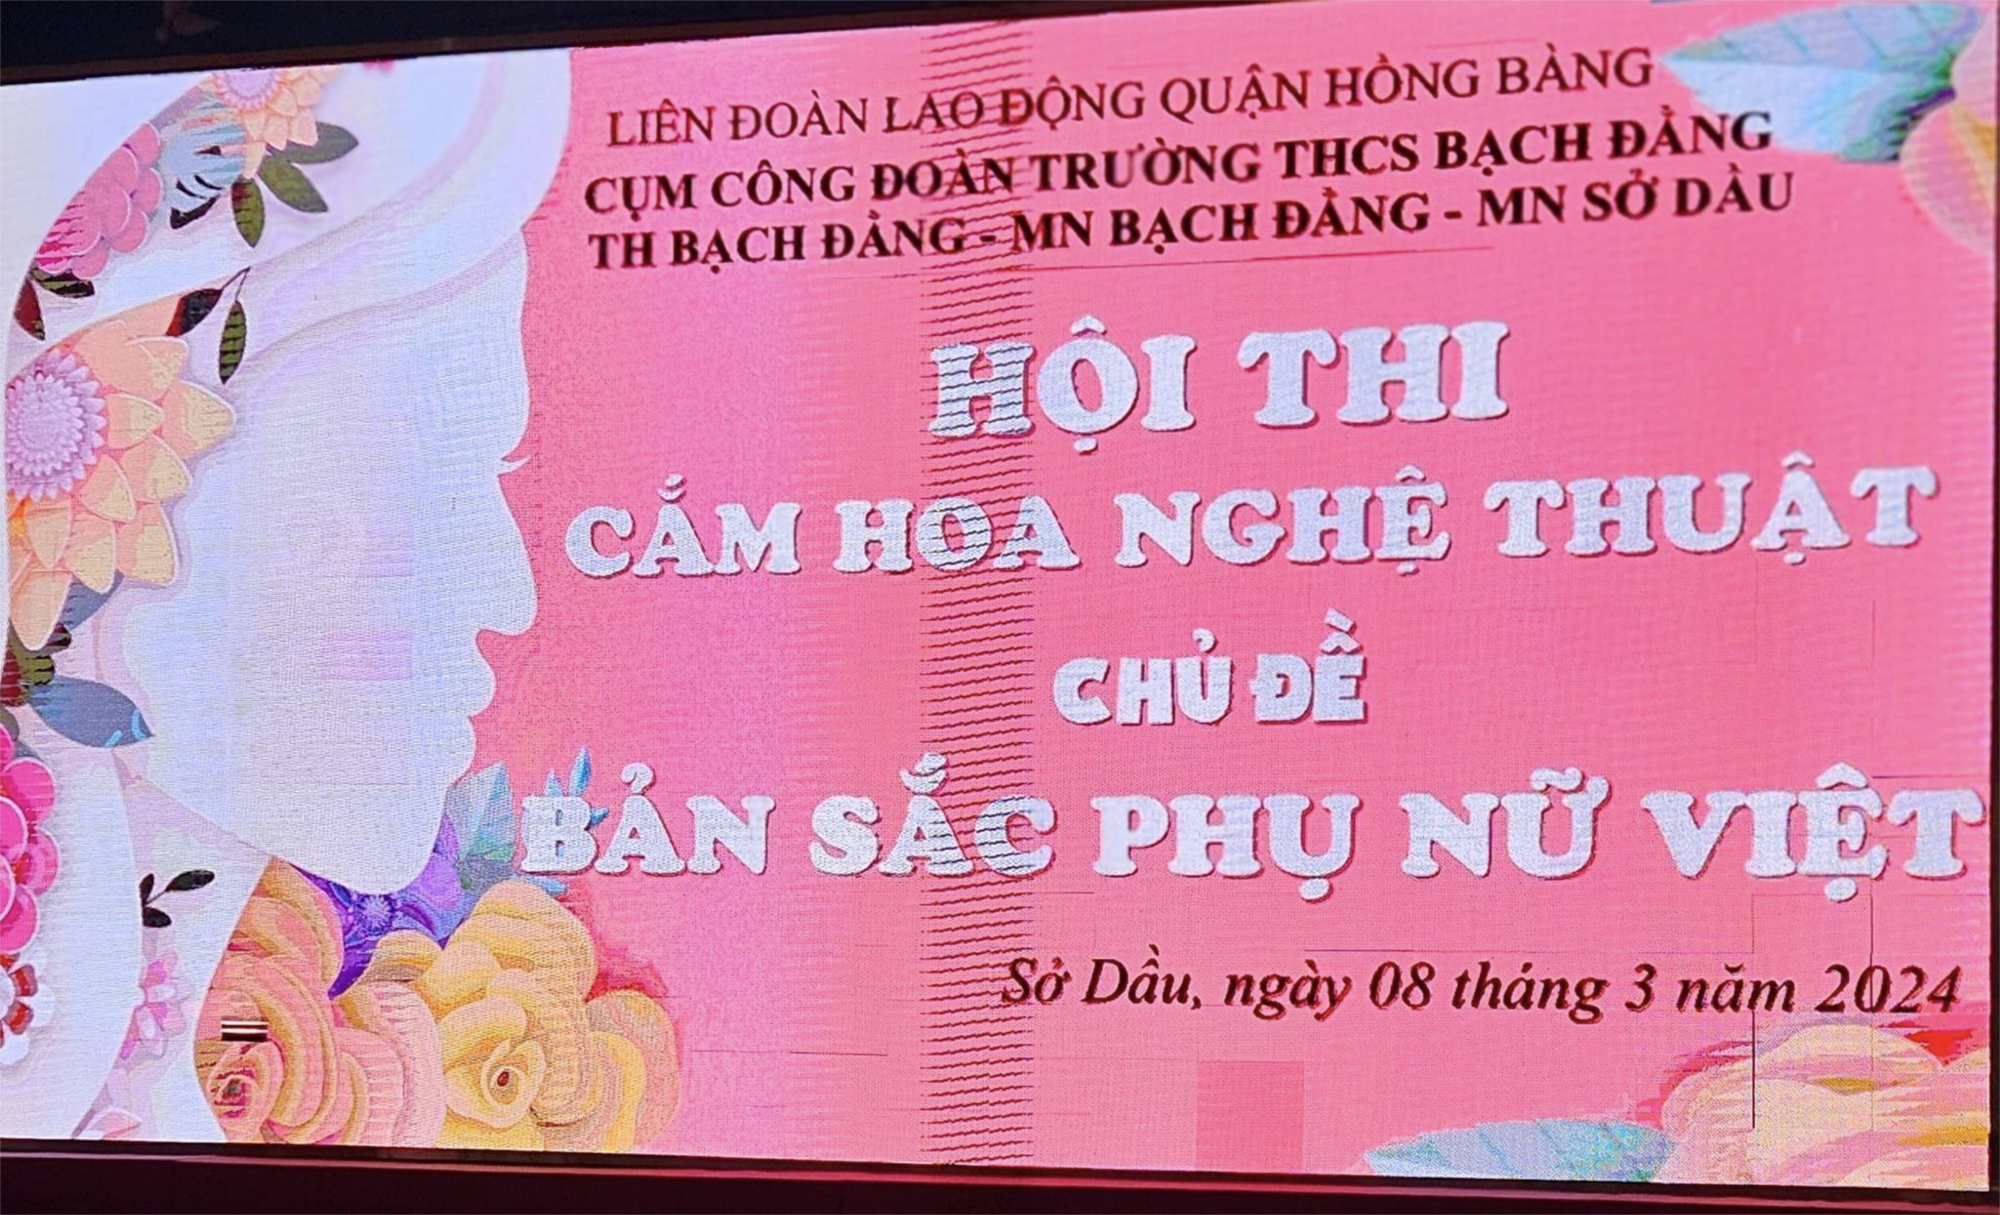 LIÊN ĐOÀN LAO ĐỘNG QUẬN HỒNG BÀNG
CỤM CÔNG ĐOÀN TRƯỜNG THCS BẠCH ĐẰNG
TH BẠCH ĐẰNG - MN BẠCH ĐẰNG - MN SỞ DẦU
HỘI THI
CẮM HOA NGHỆ THUẬT
CHỦ ĐỀ
BẢN SẮC PHỤ NỮ VIỆT
Sở Dầu, ngày 08 tháng 3 năm 2024